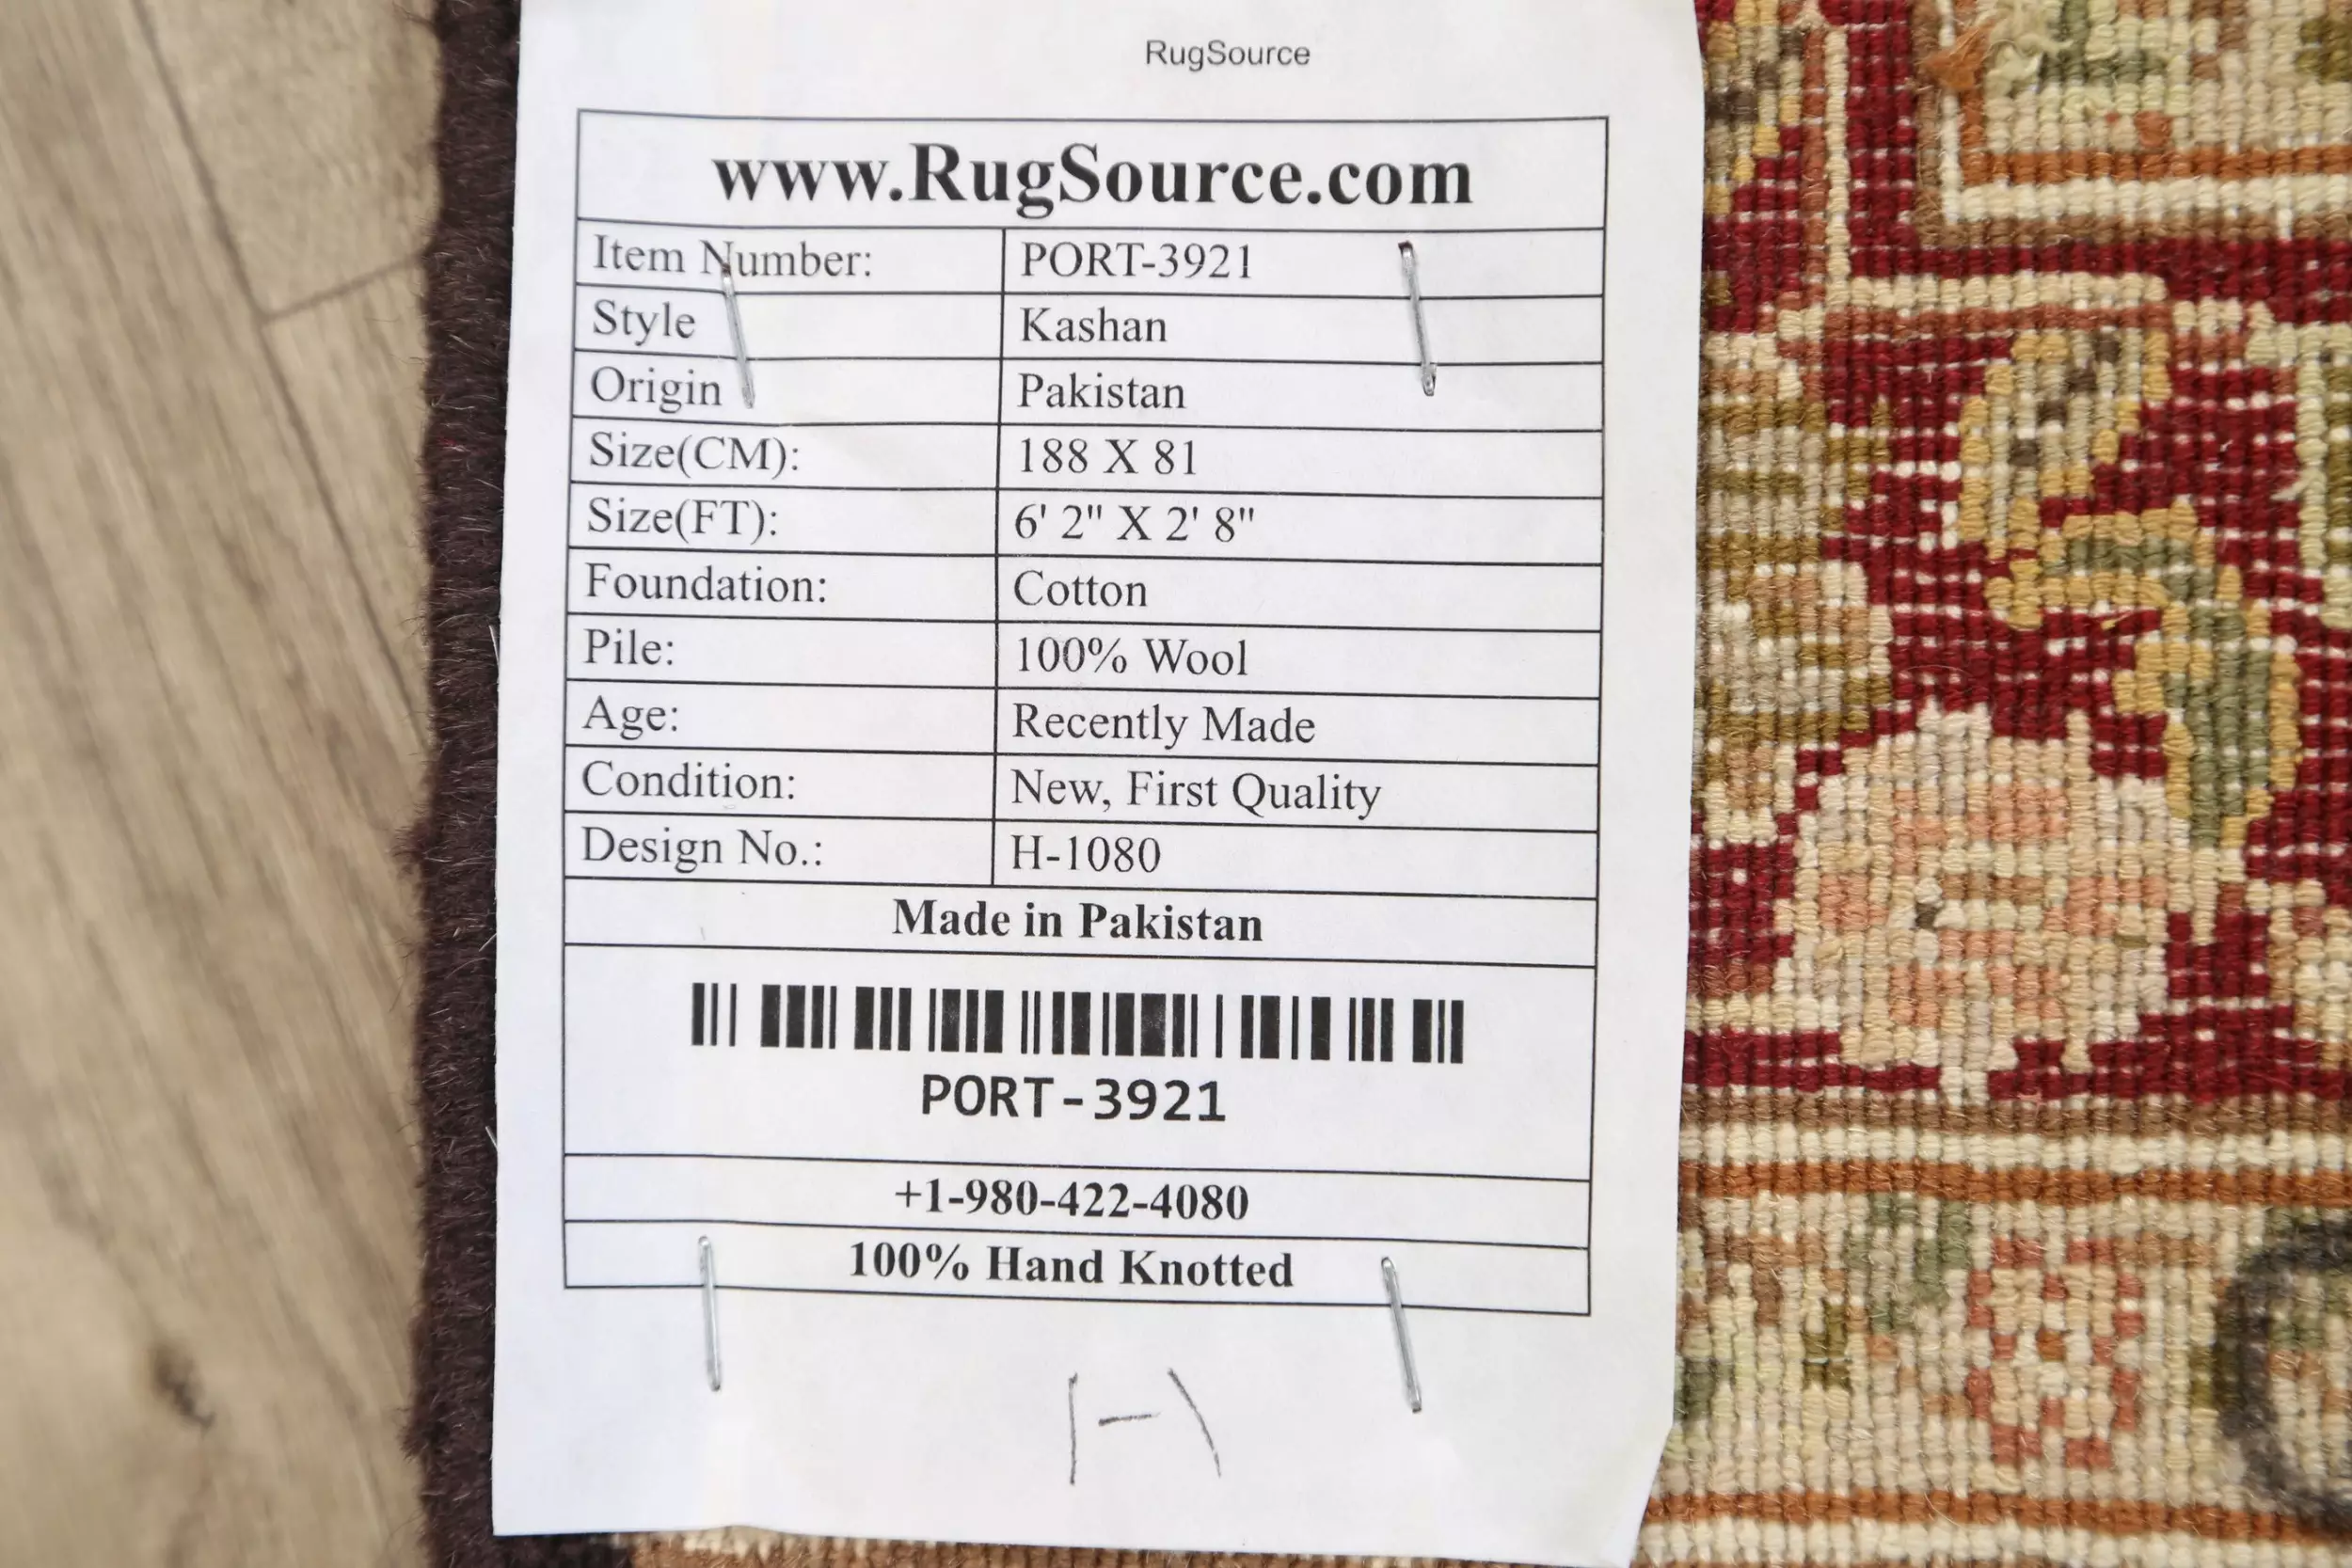 RugSource
www.RugSource.com
Item Number: PORT-3921
Style Kashan
Origin Pakistan
Size(CM): 188 X 81
Size(FT): 6' 2" X 2' 8"
Foundation: Cotton
Pile: 100% Wool
Age: Recently Made
Condition: New, First Quality
Design No.: H-1080
Made in Pakistan
PORT-3921
+1-980-422-4080
100% Hand Knotted
H